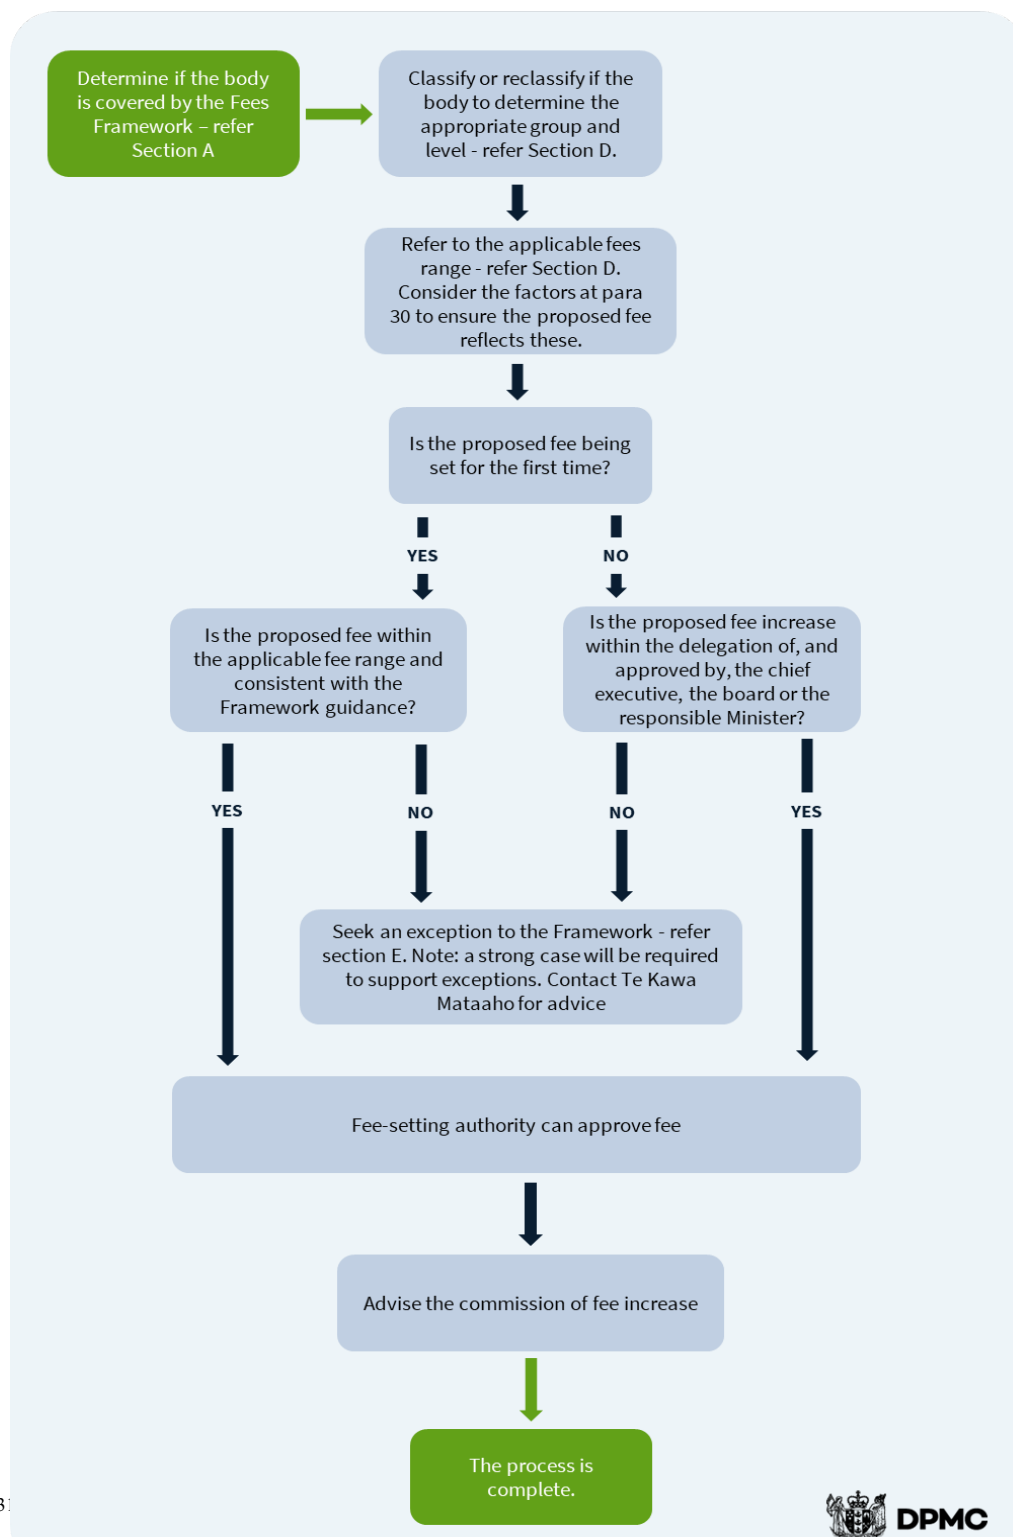 Determine if the body
is covered by the Fees
Framework – refer
Section A
Classify or reclassify if the
body to determine the
appropriate group and
level - refer Section D.
Refer to the applicable fees
range - refer Section D.
Consider the factors at para
30 to ensure the proposed fee
reflects these.
Is the proposed fee being
set for the first time?
YES
NO
Is the proposed fee within
the applicable fee range and
consistent with the
Framework guidance?
Is the proposed fee increase
within the delegation of, and
approved by, the chief
executive, the board or the
responsible Minister?
YES
NO
NO
YES
Seek an exception to the Framework - refer
section E. Note: a strong case will be required
to support exceptions. Contact Te Kawa
Mataaho for advice
Fee-setting authority can approve fee
Advise the commission of fee increase
The process is
complete.
DPMC